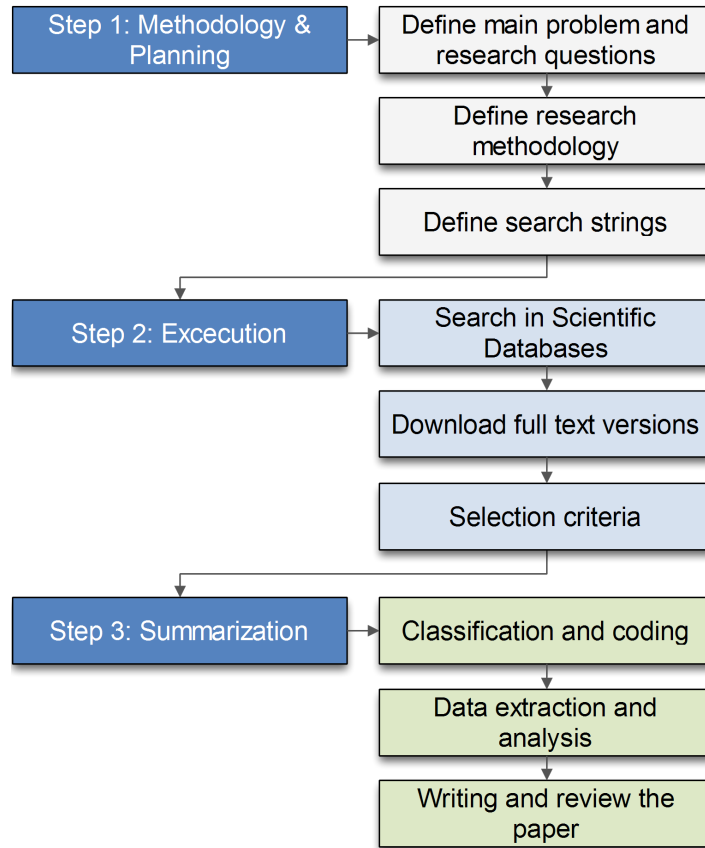 Step 1: Methodology &
Planning
Define main problem and
research questions
Define research
methodology
Define search strings
Step 2: Excecution
Search in Scientific
Databases
Download full text versions
Selection criteria
Step 3: Summarization
Classification and coding
Data extraction and
analysis
Writing and review the
paper